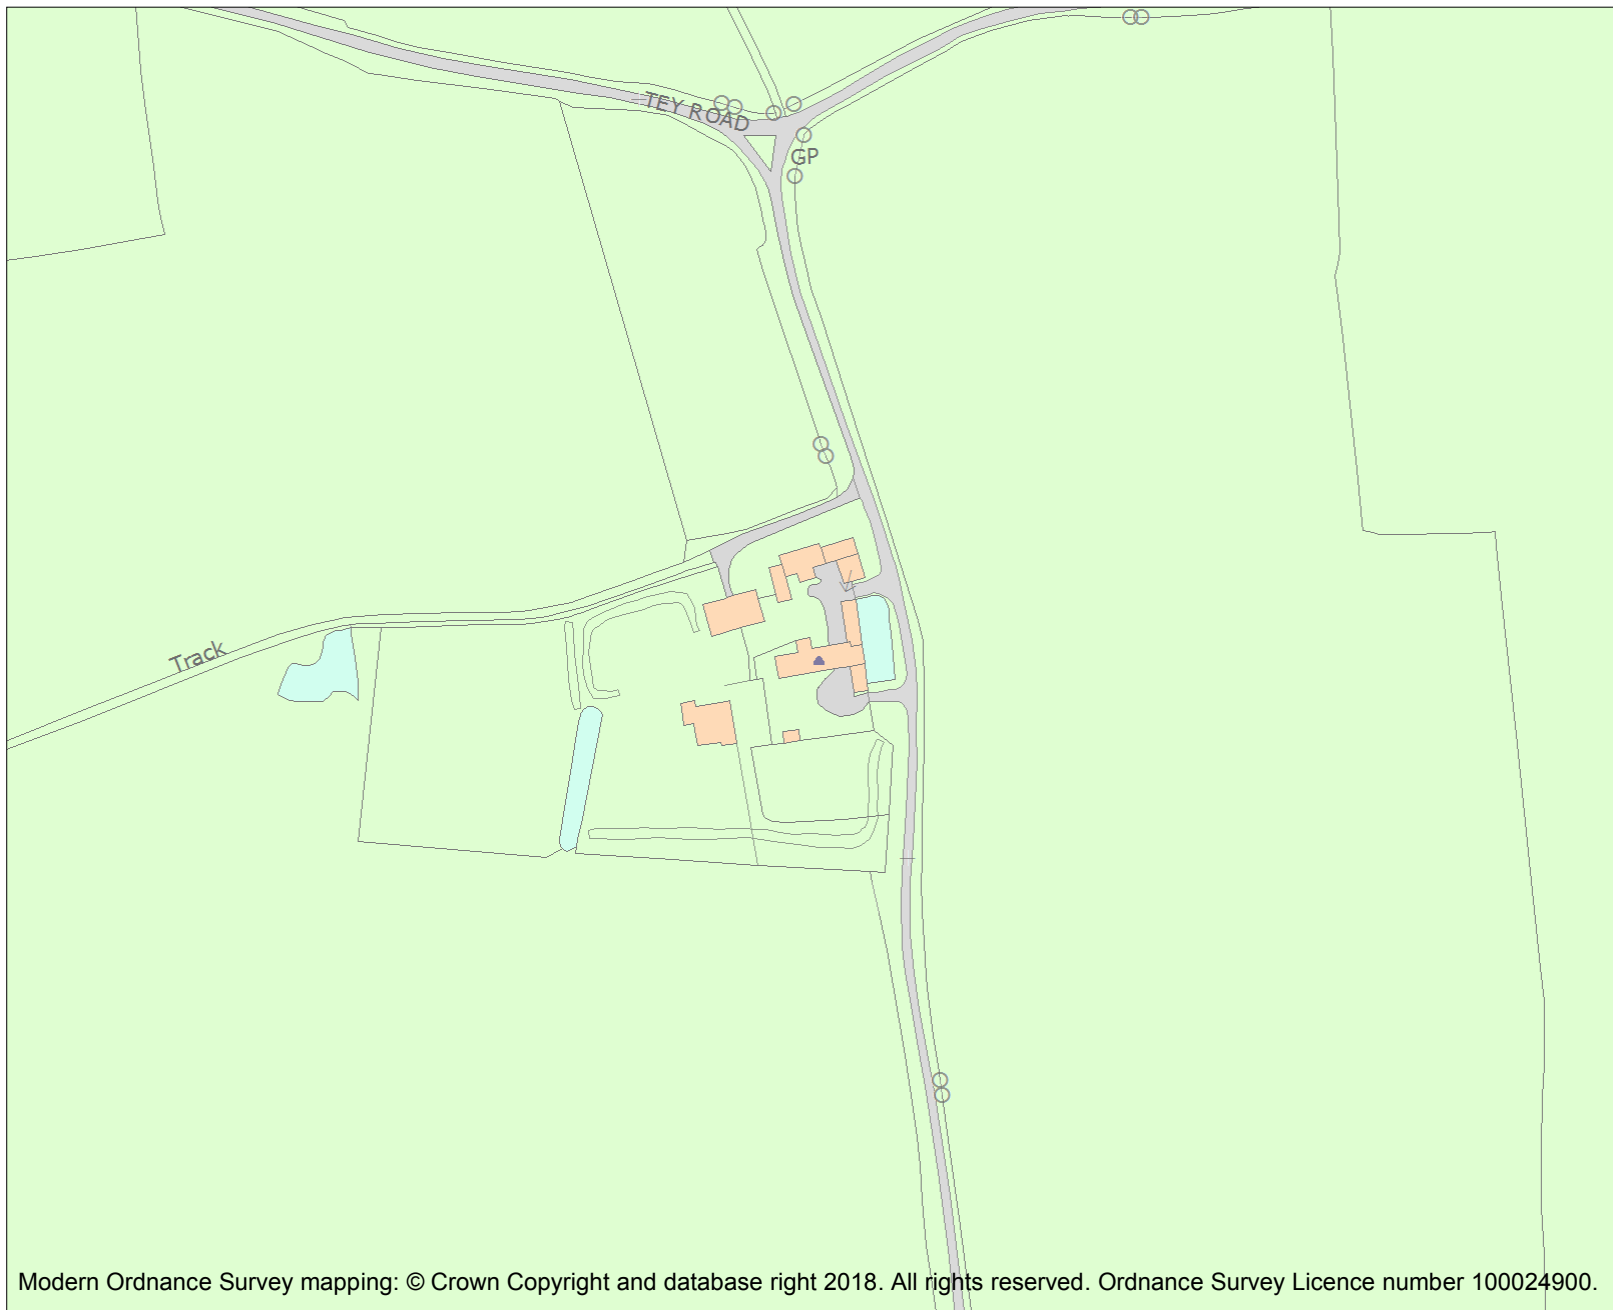 TEY ROAD
GP
Track
Modern Ordnance Survey mapping: © Crown Copyright and database right 2018. All rights reserved. Ordnance Survey Licence number 100024900.